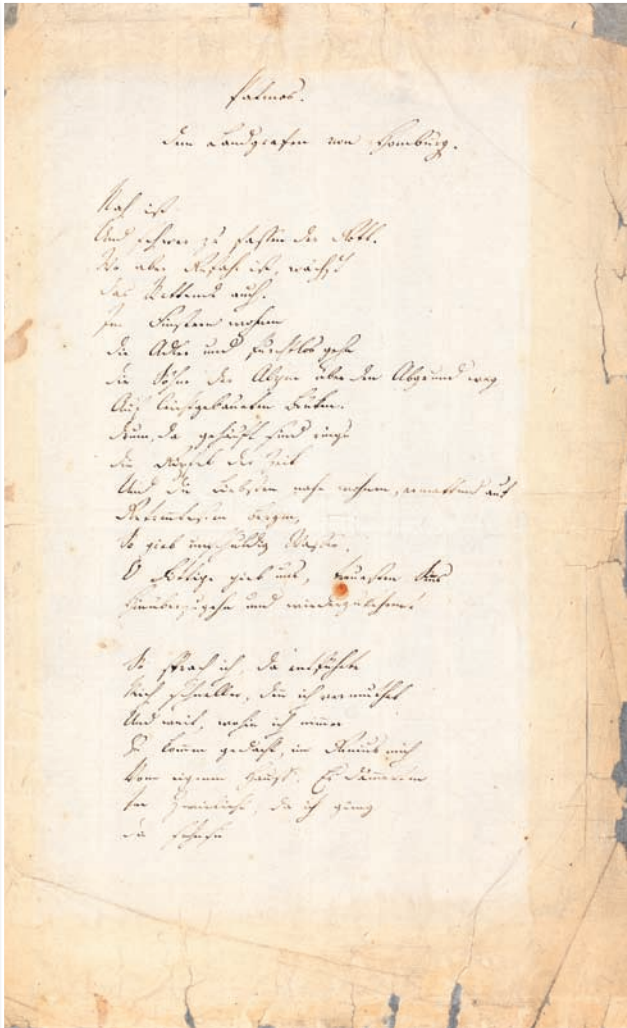 Patmos.
Dem Landgrafen von Homburg.
Nah ist
Und schwer zu fassen der Gott.
Wo aber Gefahr ist, wächst
Das Rettende auch.
Im Finstern wohnen
Die Adler und furchtlos gehn
Die Söhne der Alpen über den Abgrund weg
Auf leichtgebaueten Brüken.
Drum, da gehäuft sind rings
Die Gipfel der Zeit
Und die Liebsten nahe wohnen, ermattend auf
Getrenntesten Bergen,
So gieb unschuldig Wasser,
O Fittige gieb uns, treuesten Sinns
Hinüberzugehn und wiederzukehren.
So sprach ich, da entführte
Mich schneller, denn ich vermuthet
Und weit, wohin ich nimmer
Zu kommen gedacht, ein Genius mich
Vom eigenen Hauß. Es dämmerten
Im Zwielicht, da ich gieng